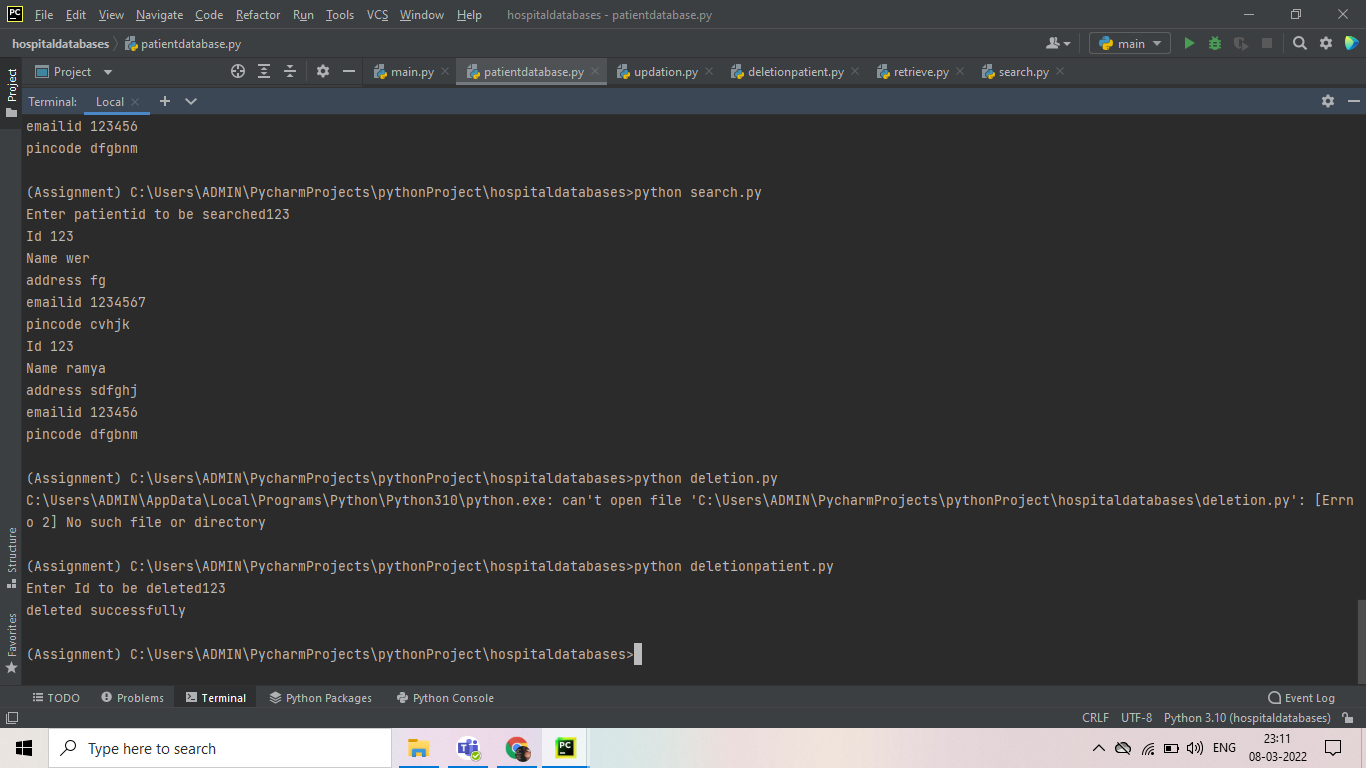 PC File Edit View Navigate Code Refactor Run Tools VCS Window Help hospitaldatabases - patientdatabase.py
hospitaldatabases patientdatabase.py main
Project main.py patientdatabase.py updation.py deletionpatient.py retrieve.py search.py
Project
Terminal: Local
emailid 123456
pincode dfgbnm
(Assignment) C:\Users\ADMIN\PycharmProjects\pythonProject\hospitaldatabases>python search.py
Enter patientid to be searched123
Id 123
Name wer
address fg
emailid 1234567
pincode cvhjk
Id 123
Name ramya
address sdfghj
emailid 123456
pincode dfgbnm
(Assignment) C:\Users\ADMIN\PycharmProjects\pythonProject\hospitaldatabases>python deletion.py
C:\Users\ADMIN\AppData\Local\Programs\Python\Python310\python.exe: can't open file 'C:\Users\ADMIN\PycharmProjects\pythonProject\hospitaldatabases\deletion.py': [Errn
o 2] No such file or directory
(Assignment) C:\Users\ADMIN\PycharmProjects\pythonProject\hospitaldatabases>python deletionpatient.py
Enter Id to be deleted123
deleted successfully
(Assignment) C:\Users\ADMIN\PycharmProjects\pythonProject\hospitaldatabases>
Structure
Favorites
TODO Problems Terminal Python Packages Python Console Event Log
CRLF UTF-8 Python 3.10 (hospitaldatabases)
Type here to search PC ENG 23:11
08-03-2022